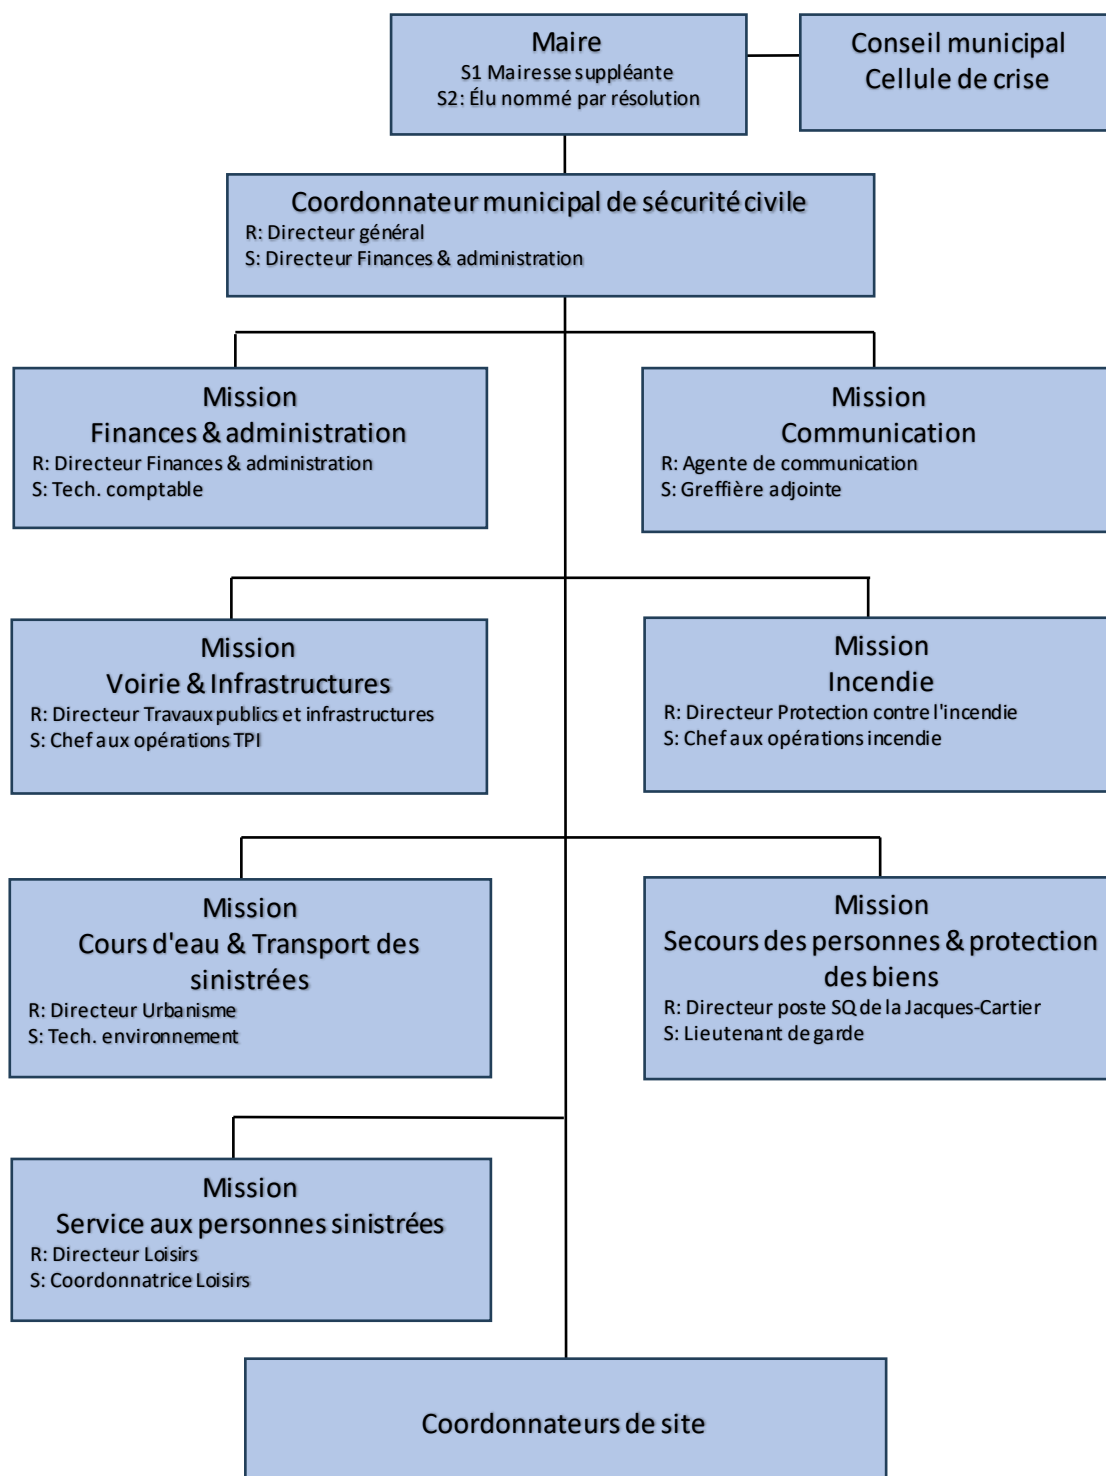 Maire
S1 Mairesse suppléante
S2: Élu nommé par résolution
Conseil municipal
Cellule de crise
Coordonnateur municipal de sécurité civile
R: Directeur général
S: Directeur Finances & administration
Mission
Finances & administration
R: Directeur Finances & administration
S: Tech. comptable
Mission
Communication
R: Agente de communication
S: Greffière adjointe
Mission
Voirie & Infrastructures
R: Directeur Travaux publics et infrastructures
S: Chef aux opérations TPI
Mission
Incendie
R: Directeur Protection contre l'incendie
S: Chef aux opérations incendie
Mission
Cours d'eau & Transport des
sinistrées
R: Directeur Urbanisme
S: Tech. environnement
Mission
Secours des personnes & protection
des biens
R: Directeur poste SQ de la Jacques-Cartier
S: Lieutenant de garde
Mission
Service aux personnes sinistrées
R: Directeur Loisirs
S: Coordonnatrice Loisirs
Coordonnateurs de site